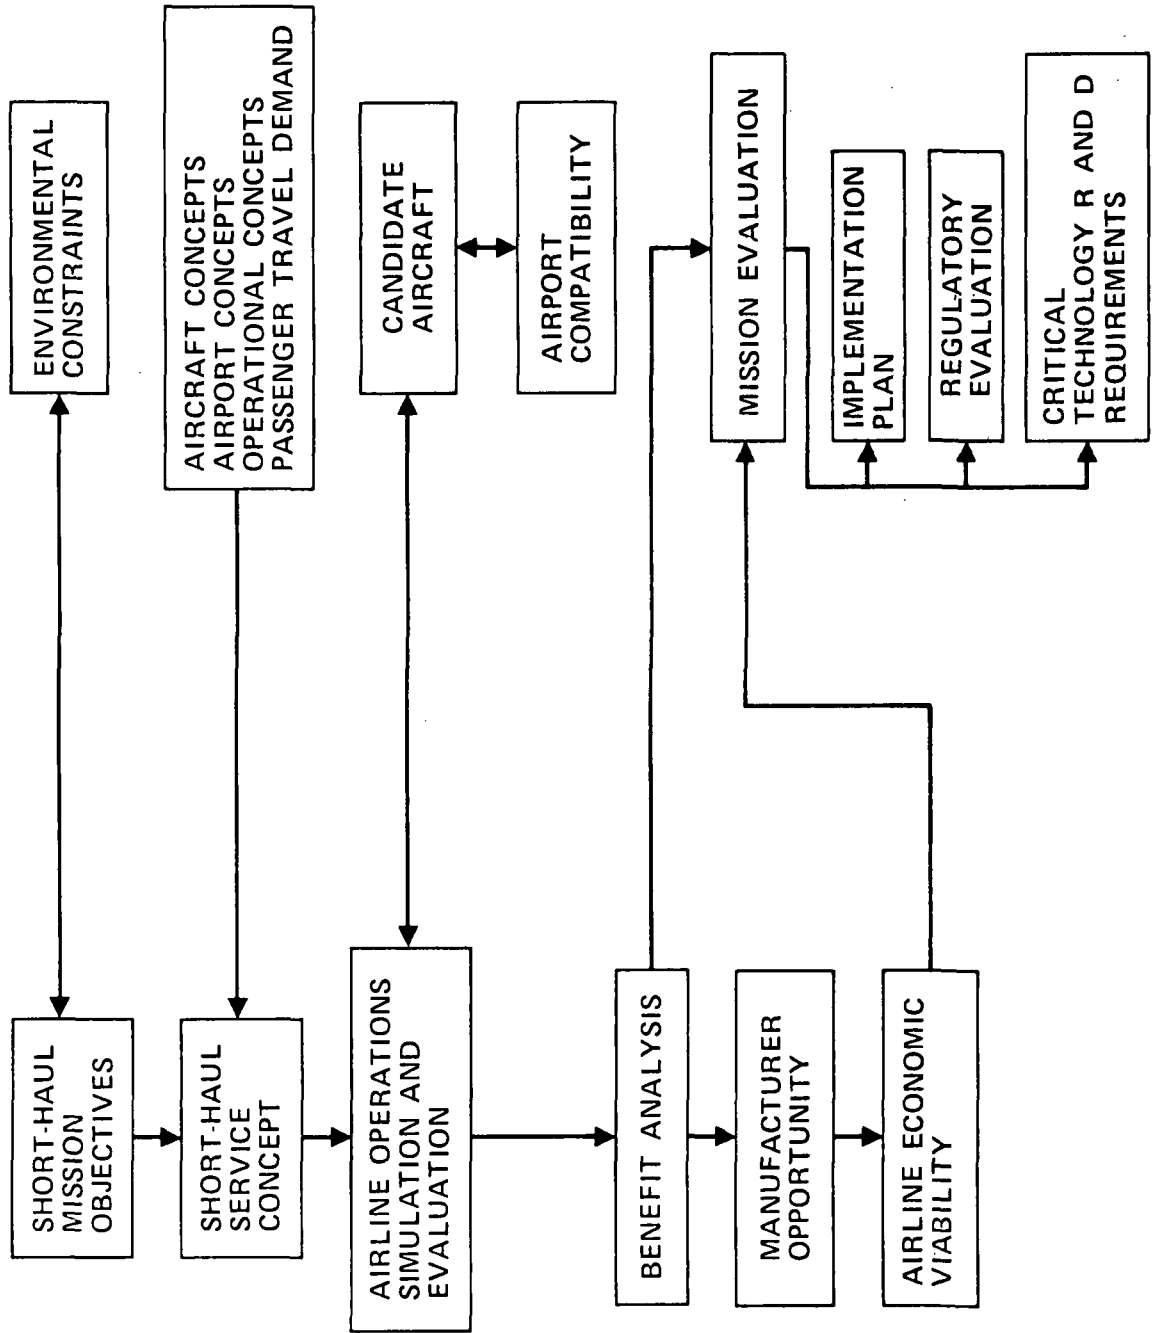 SHORT-HAUL
MISSION
OBJECTIVES
ENVIRONMENTAL
CONSTRAINTS
SHORT-HAUL
SERVICE
CONCEPT
AIRCRAFT CONCEPTS
AIRPORT CONCEPTS
OPERATIONAL CONCEPTS
PASSENGER TRAVEL DEMAND
AIRLINE OPERATIONS
SIMULATION AND
EVALUATION
CANDIDATE
AIRCRAFT
AIRPORT
COMPATIBILITY
BENEFIT ANALYSIS
MANUFACTURER
OPPORTUNITY
AIRLINE ECONOMIC
VIABILITY
MISSION EVALUATION
IMPLEMENTATION
PLAN
REGULATORY
EVALUATION
CRITICAL
TECHNOLOGY R AND D
REQUIREMENTS